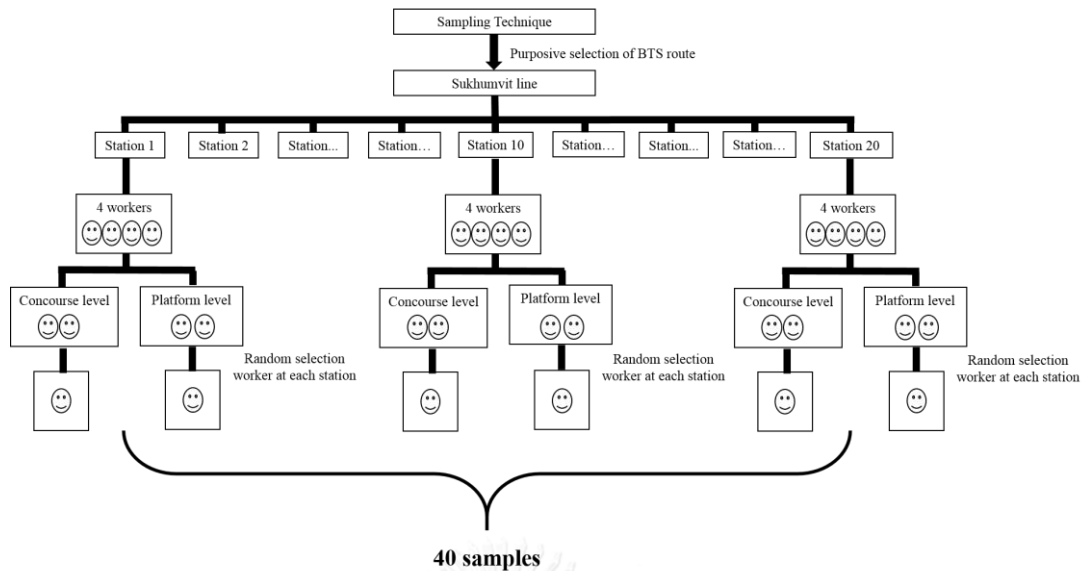 Sampling Technique
Purposive selection of BTS route
Sukhumvit line
Station 1
Station 2
Station...
Station…
Station 10
Station…
Station...
Station…
Station 20
4 workers
4 workers
4 workers
Concourse level
Platform level
Concourse level
Platform level
Concourse level
Platform level
Random selection
worker at each station
Random selection
worker at each station
Random selection
worker at each station
40 samples